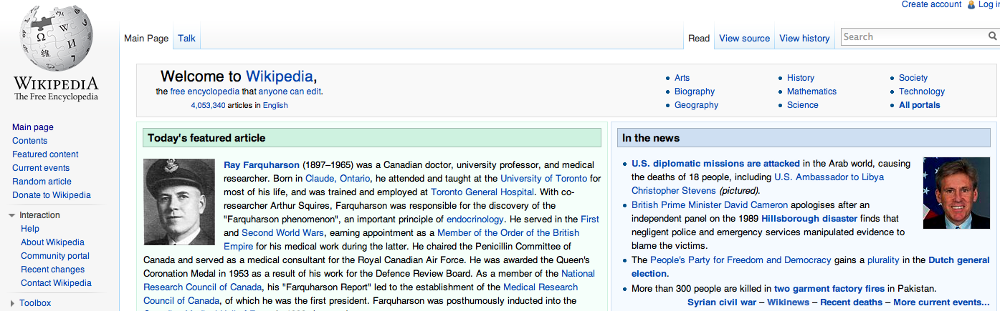 Create account Log in
Main Page Talk Read View source View history Search
WIKIPEDIA
The Free Encyclopedia
Main page
Contents
Featured content
Current events
Random article
Donate to Wikipedia
Interaction
Help
About Wikipedia
Community portal
Recent changes
Contact Wikipedia
Toolbox
Welcome to Wikipedia,
the free encyclopedia that anyone can edit.
4,053,340 articles in English
Arts
Biography
Geography
History
Mathematics
Science
Society
Technology
All portals
Today's featured article
Ray Farquharson (1897–1965) was a Canadian doctor, university professor, and medical
researcher. Born in Claude, Ontario, he attended and taught at the University of Toronto for
most of his life, and was trained and employed at Toronto General Hospital. With co-
researcher Arthur Squires, Farquharson was responsible for the discovery of the
"Farquharson phenomenon", an important principle of endocrinology. He served in the First
and Second World Wars, earning appointment as a Member of the Order of the British
Empire for his medical work during the latter. He chaired the Penicillin Committee of
Canada and served as a medical consultant for the Royal Canadian Air Force. He was awarded the Queen's
Coronation Medal in 1953 as a result of his work for the Defence Review Board. As a member of the National
Research Council of Canada, his "Farquharson Report" led to the establishment of the Medical Research
Council of Canada, of which he was the first president. Farquharson was posthumously inducted into the
In the news
U.S. diplomatic missions are attacked in the Arab world, causing
the deaths of 18 people, including U.S. Ambassador to Libya
Christopher Stevens (pictured).
British Prime Minister David Cameron apologises after an
independent panel on the 1989 Hillsborough disaster finds that
negligent police and emergency services manipulated evidence to
blame the victims.
The People's Party for Freedom and Democracy gains a plurality in the Dutch general
election.
More than 300 people are killed in two garment factory fires in Pakistan.
Syrian civil war – Wikinews – Recent deaths – More current events...